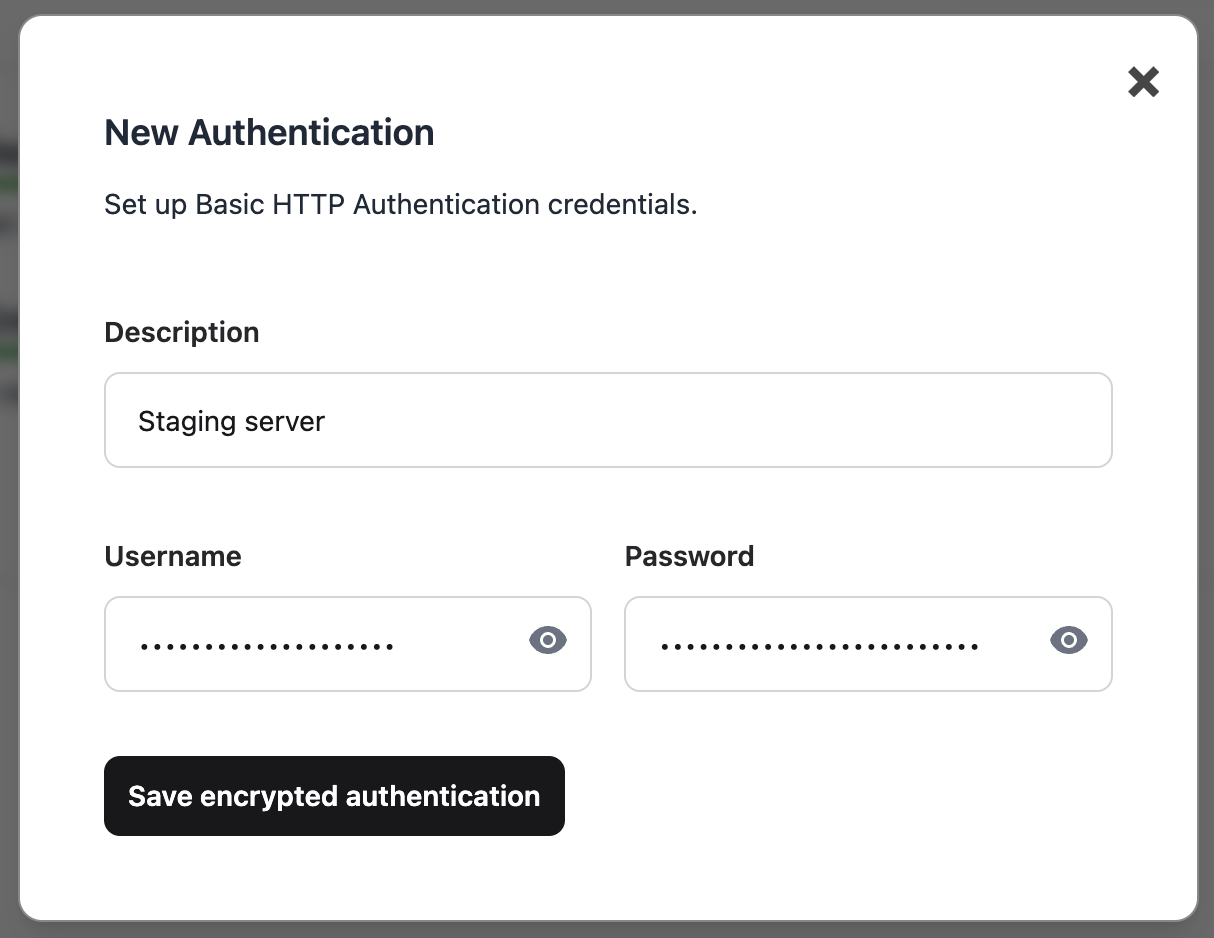 New Authentication
Set up Basic HTTP Authentication credentials.
Description
Staging server
Username
Password
Save encrypted authentication